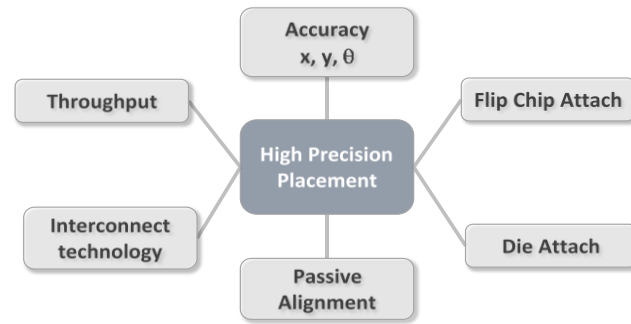 Accuracy
x, y, θ
Throughput
Flip Chip Attach
High Precision
Placement
Interconnect
technology
Die Attach
Passive
Alignment